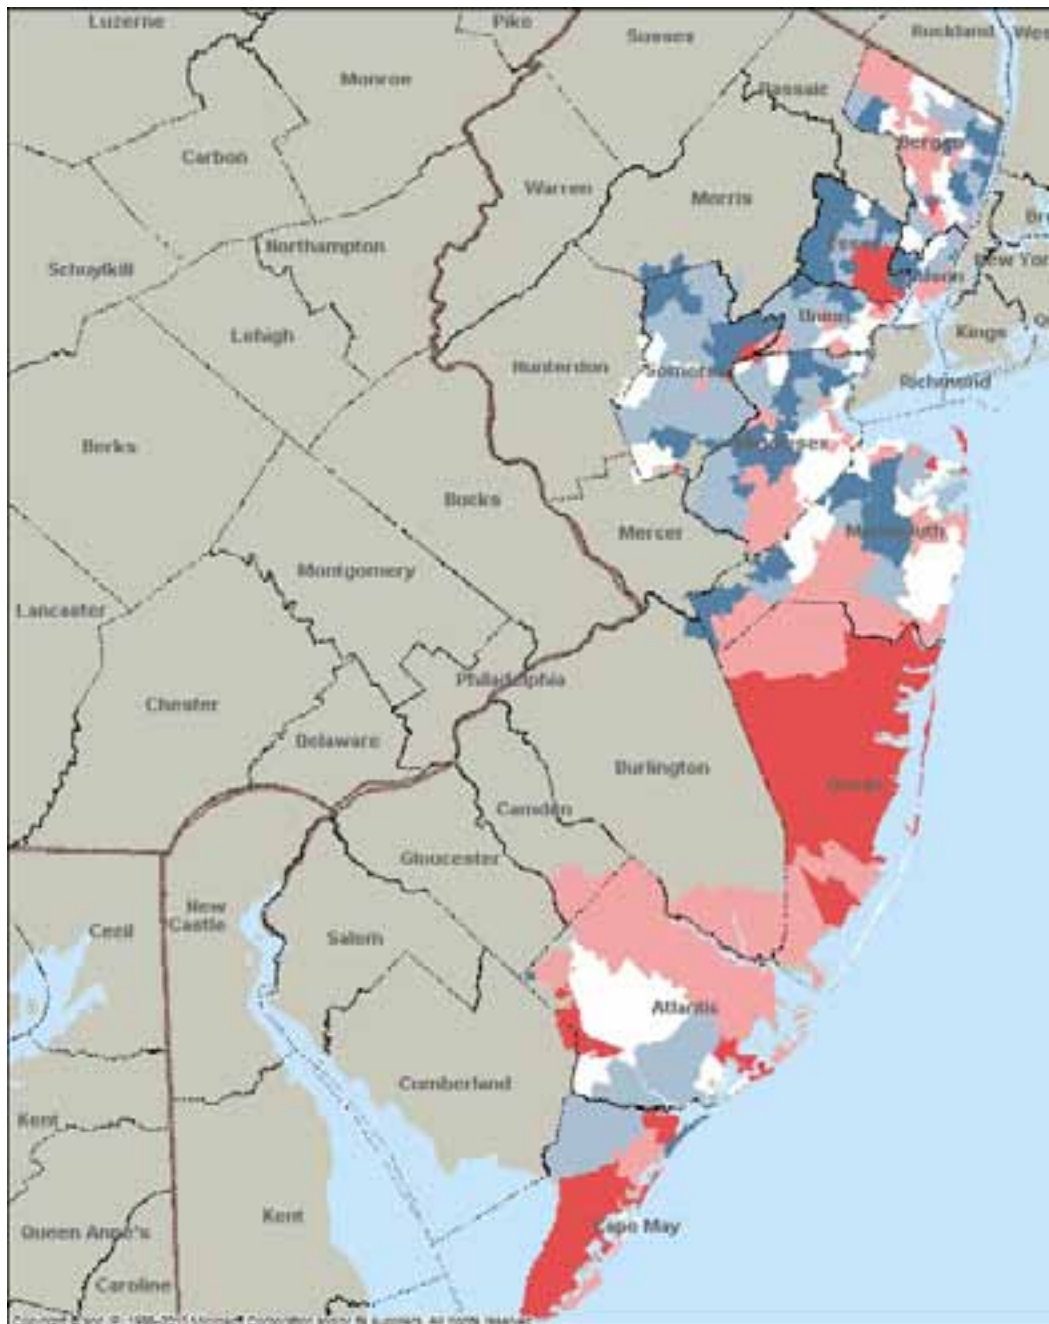 Luzerne
Pike
Sussex
Rockland
Wes
Monroe
Passaic
Carbon
Bergen
Warren
Morris
Bro
Northampton
Essex
New York
Schuylkill
Lehigh
Union
Kings
Hunterdon
Somerset
Richmond
Berks
Middlesex
Bucks
Mercer
Monmouth
Montgomery
Lancaster
Philadelphia
Chester
Delaware
Burlington
Ocean
Camden
Gloucester
New
Castle
Cecil
Salem
Atlantic
Cumberland
Kent
Kent
Cape May
Queen Anne's
Caroline